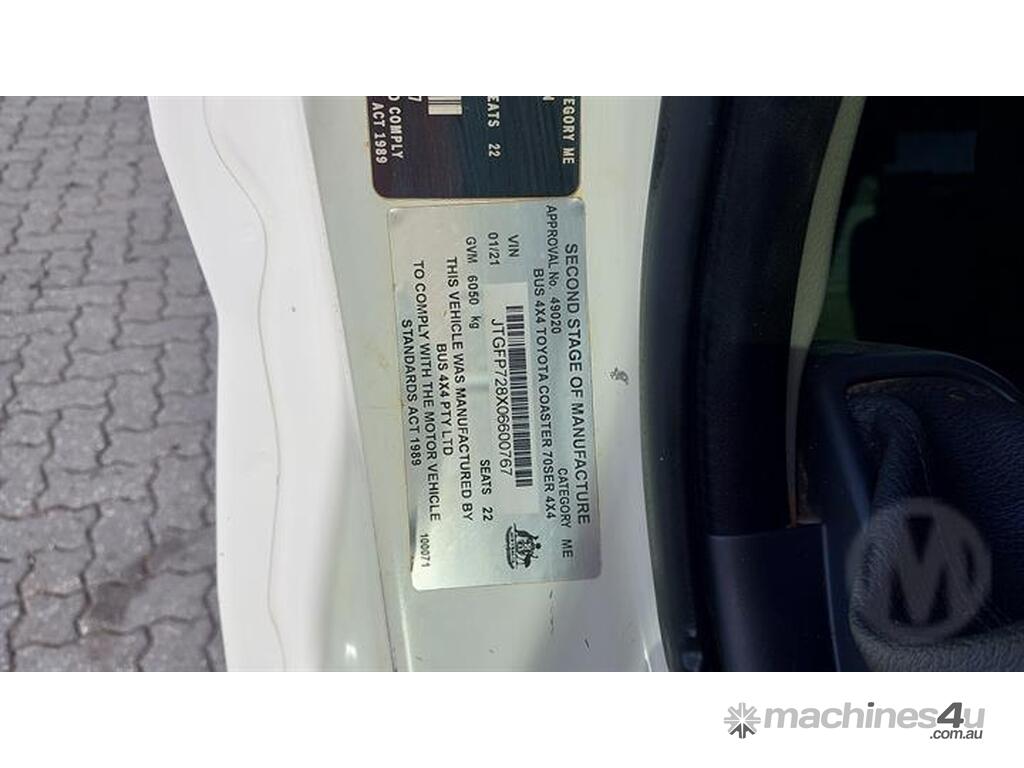 EGORY ME
EATS 22
O COMPLY
ACT 1989
SECOND STAGE OF MANUFACTURE
APPROVAL No. 49020 CATEGORY ME
BUS 4X4 TOYOTA COASTER 70SER 4X4
VIN JTGFP728X06600767
01/21
GVM 6050 kg SEATS 22
THIS VEHICLE WAS MANUFACTURED BY
BUS 4X4 PTY LTD
TO COMPLY WITH THE MOTOR VEHICLE
STANDARDS ACT 1989
100071
M
machines4u
.com.au